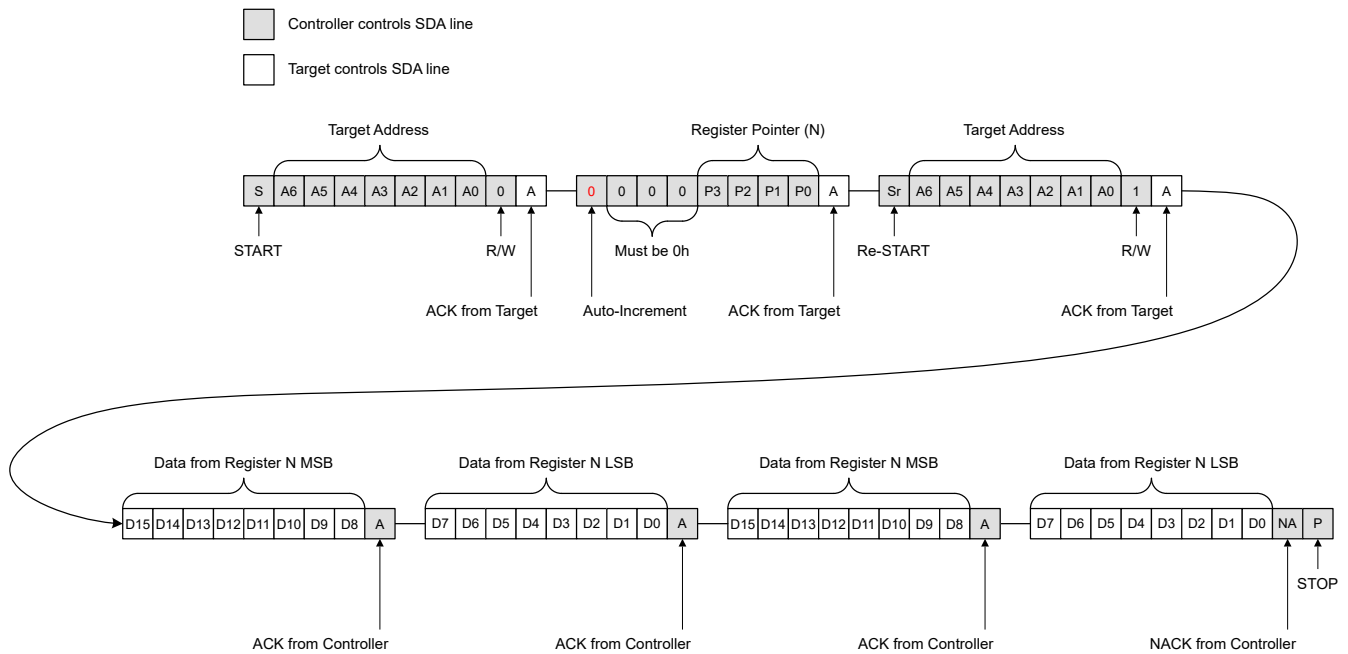 Controller controls SDA line
Target controls SDA line
Target Address Register Pointer (N) Target Address
S A6 A5 A4 A3 A2 A1 A0 0 A 0 0 0 0 P3 P2 P1 P0 A Sr A6 A5 A4 A3 A2 A1 A0 1 A
START R/W Must be 0h Re-START R/W
ACK from Target Auto-Increment ACK from Target ACK from Target
Data from Register N MSB Data from Register N LSB Data from Register N MSB Data from Register N LSB
D15 D14 D13 D12 D11 D10 D9 D8 A D7 D6 D5 D4 D3 D2 D1 D0 A D15 D14 D13 D12 D11 D10 D9 D8 A D7 D6 D5 D4 D3 D2 D1 D0 NA P
STOP
ACK from Controller ACK from Controller ACK from Controller NACK from Controller